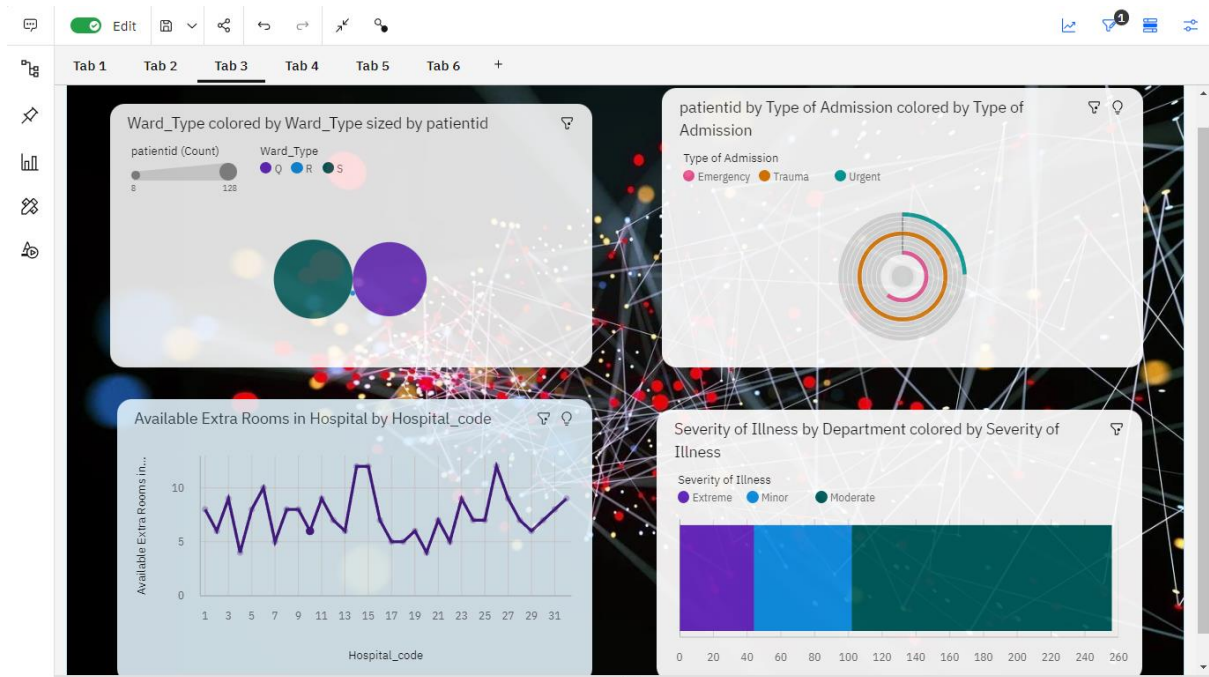 Edit
1
Tab 1 Tab 2 Tab 3 Tab 4 Tab 5 Tab 6 +
Ward_Type colored by Ward_Type sized by patientid
patientid (Count)
8 128
Ward_Type
Q R S
patientid by Type of Admission colored by Type of
Admission
Type of Admission
Emergency Trauma Urgent
Available Extra Rooms in Hospital by Hospital_code
Available Extra Rooms in...
10
5
0
1 3 5 7 9 11 13 15 17 19 21 23 25 27 29 31
Hospital_code
Severity of Illness by Department colored by Severity of
Illness
Severity of Illness
Extreme Minor Moderate
0 20 40 60 80 100 120 140 160 180 200 220 240 260